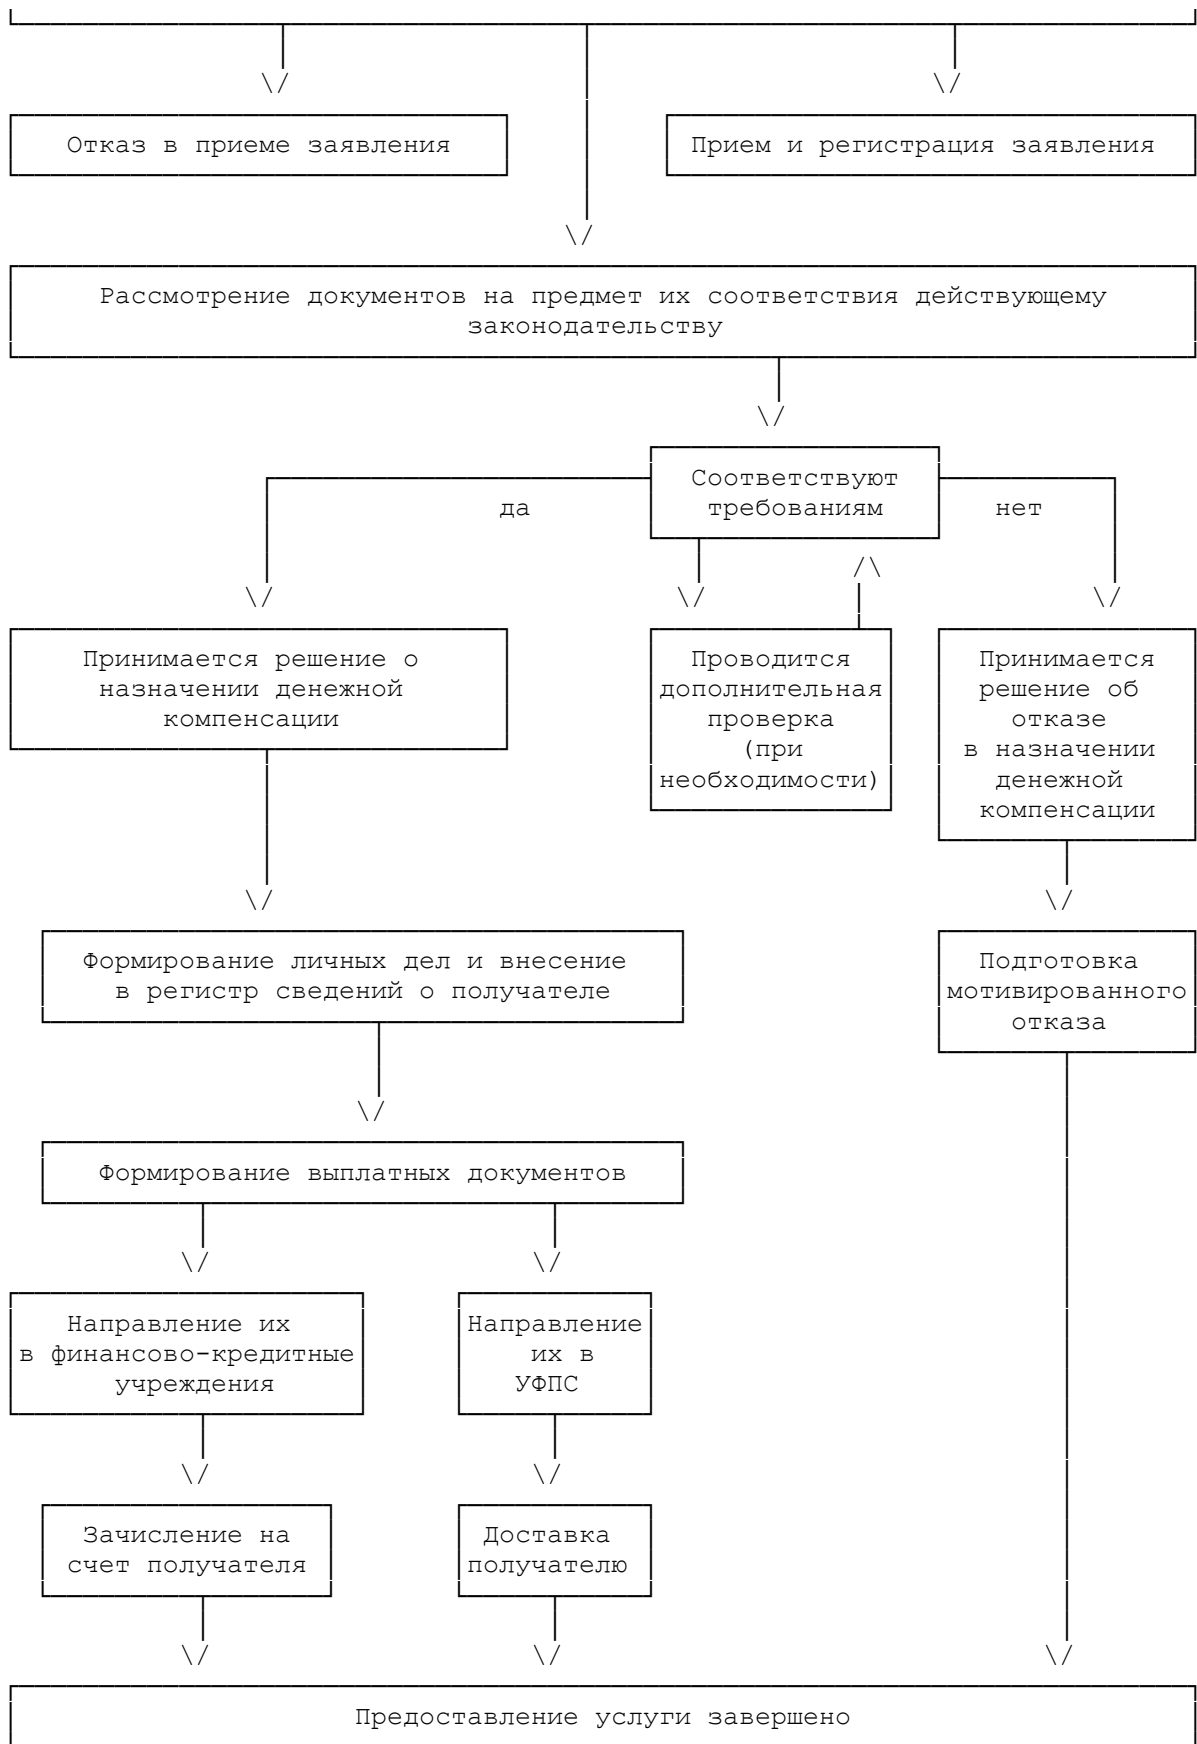 Отказ в приеме заявления
Прием и регистрация заявления
Рассмотрение документов на предмет их соответствия действующему
законодательству
Соответствуют
требованиям
да
нет
Принимается решение о
назначении денежной
компенсации
Проводится
дополнительная
проверка
(при
необходимости)
Принимается
решение об
отказе
в назначении
денежной
компенсации
Формирование личных дел и внесение
в регистр сведений о получателе
Подготовка
мотивированного
отказа
Формирование выплатных документов
Направление их
в финансово-кредитные
учреждения
Направление
их в
УФПС
Зачисление на
счет получателя
Доставка
получателю
Предоставление услуги завершено